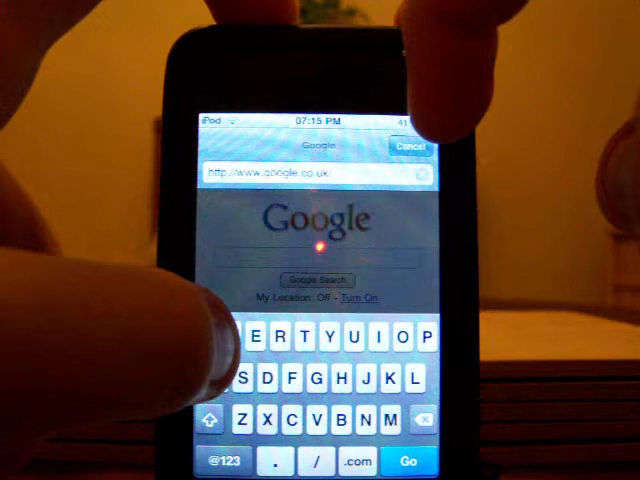 iPod 07:15 PM 41
Google Cancel
http://www.google.co.uk/
Google
Google Search
My Location: Off - Turn On
E R T Y U I O P
S D F G H J K L
Z X C V B N M
@123 . / .com Go